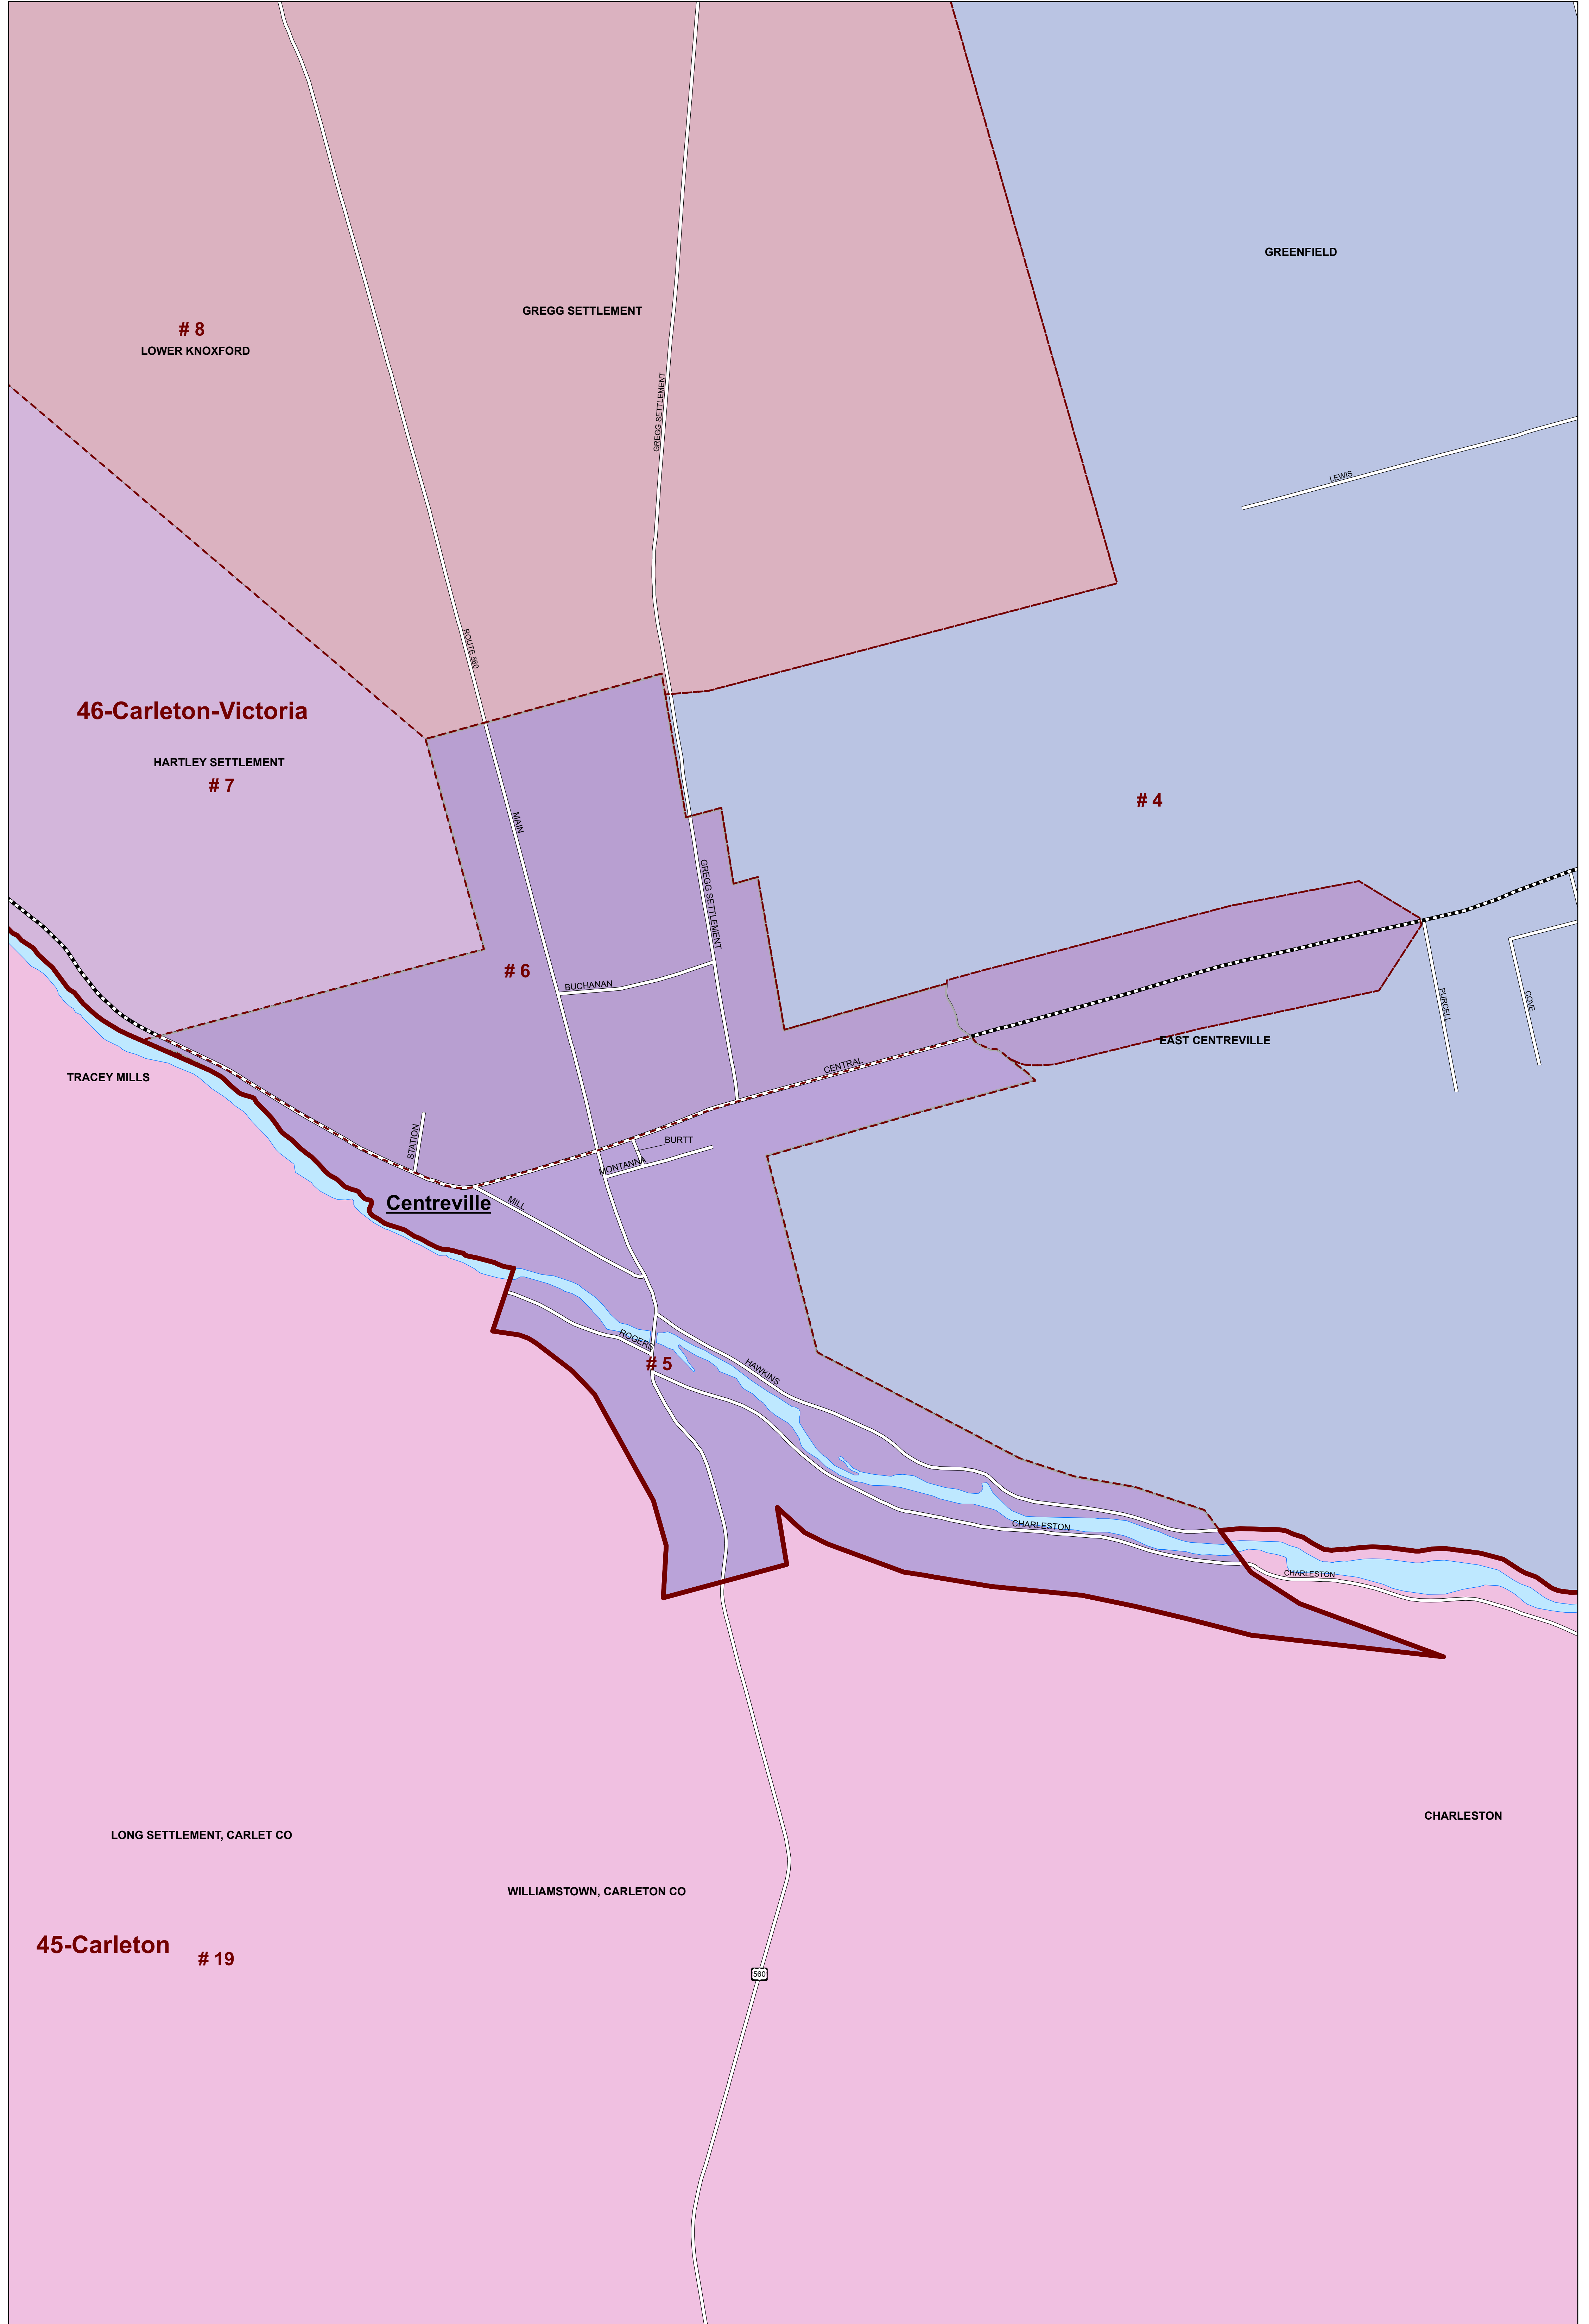 GREENFIELD
GREGG SETTLEMENT
# 8
LOWER KNOXFORD
GREGG SETTLEMENT
LEWIS
ROUTE 560
46-Carleton-Victoria
HARTLEY SETTLEMENT
# 7
# 4
MAIN
GREGG SETTLEMENT
# 6
BUCHANAN
PURCELL
COVE
EAST CENTREVILLE
CENTRAL
TRACEY MILLS
STATION
BURTT
MONTANNA
Centreville
MILL
ROGERS
# 5
HAWKINS
CHARLESTON
CHARLESTON
CHARLESTON
LONG SETTLEMENT, CARLET CO
WILLIAMSTOWN, CARLETON CO
45-Carleton
# 19
560